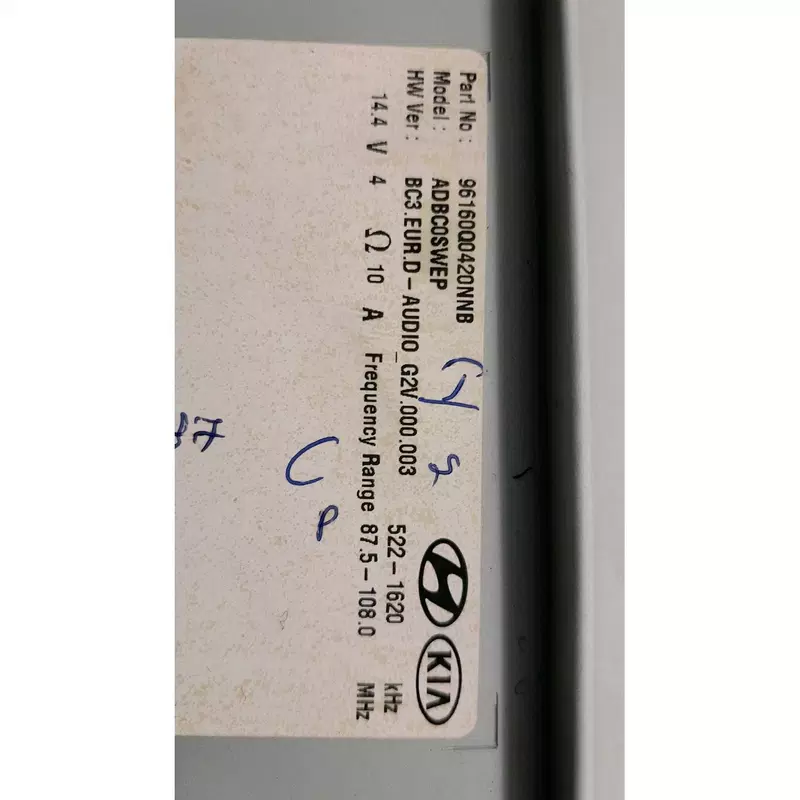 Part No : 96160Q0420NNB
Model : ADBC0SWEP
HW Ver : BC3.EUR.D – AUDIO_G2V.000.003
522 – 1620 kHz
14.4 V 4 Ω 10 A Frequency Range 87.5 – 108.0 MHz
KIA